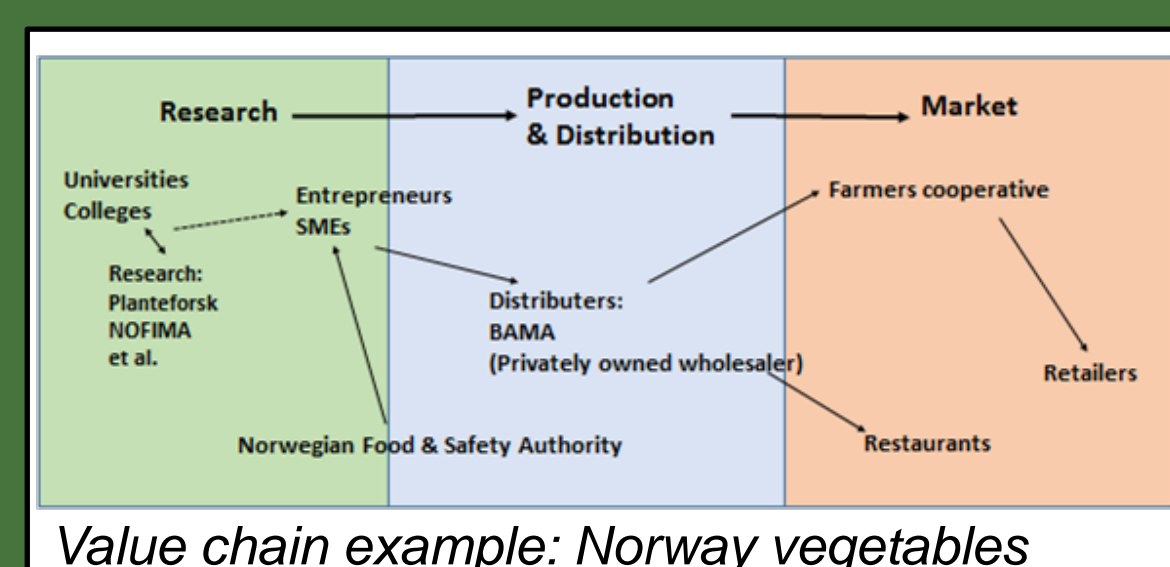 Research
Production
& Distribution
Market
Universities
Colleges
Entrepreneurs
SMEs
Farmers cooperative
Research:
Planteforsk
NOFIMA
et al.
Distributers:
BAMA
(Privately owned wholesaler)
Retailers
Norwegian Food & Safety Authority
Restaurants
Value chain example: Norway vegetables